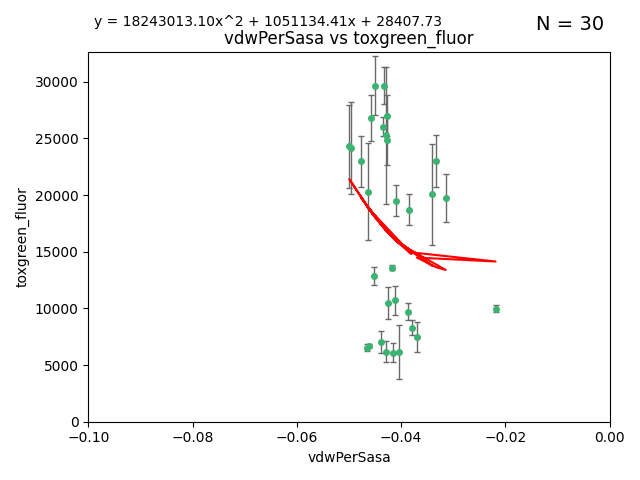 y = 18243013.10x^2 + 1051134.41x + 28407.73
N = 30
vdwPerSasa vs toxgreen_fluor
30000
25000
20000
15000
10000
5000
0
toxgreen_fluor
−0.10
−0.08
−0.06
−0.04
−0.02
0.00
vdwPerSasa